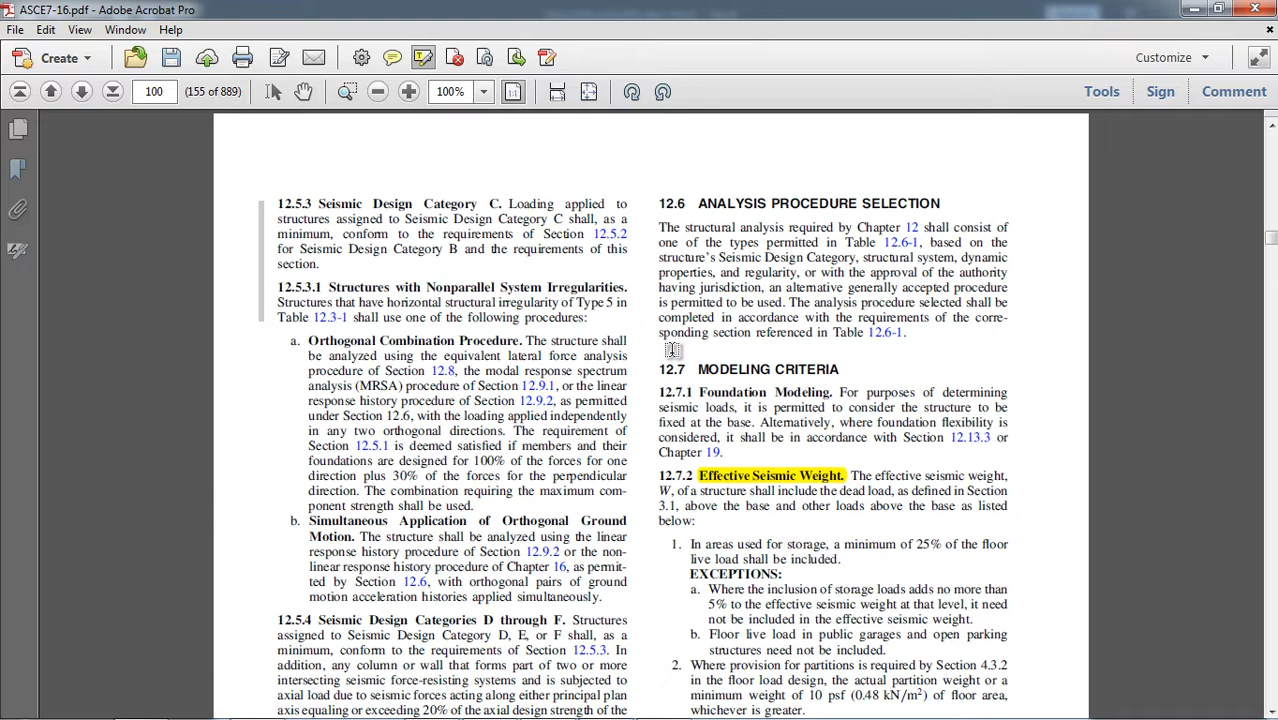 ASCE7-16.pdf - Adobe Acrobat Pro
File Edit View Window Help
Create
Customize
100 (155 of 889) 100% Tools Sign Comment
12.5.3 Seismic Design Category C. Loading applied to
structures assigned to Seismic Design Category C shall, as a
minimum, conform to the requirements of Section 12.5.2
for Seismic Design Category B and the requirements of this
section.
12.5.3.1 Structures with Nonparallel System Irregularities.
Structures that have horizontal structural irregularity of Type 5 in
Table 12.3-1 shall use one of the following procedures:
a. Orthogonal Combination Procedure. The structure shall
be analyzed using the equivalent lateral force analysis
procedure of Section 12.8, the modal response spectrum
analysis (MRSA) procedure of Section 12.9.1, or the linear
response history procedure of Section 12.9.2, as permitted
under Section 12.6, with the loading applied independently
in any two orthogonal directions. The requirement of
Section 12.5.1 is deemed satisfied if members and their
foundations are designed for 100% of the forces for one
direction plus 30% of the forces for the perpendicular
direction. The combination requiring the maximum com-
ponent strength shall be used.
b. Simultaneous Application of Orthogonal Ground
Motion. The structure shall be analyzed using the linear
response history procedure of Section 12.9.2 or the non-
linear response history procedure of Chapter 16, as permit-
ted by Section 12.6, with orthogonal pairs of ground
motion acceleration histories applied simultaneously.
12.5.4 Seismic Design Categories D through F. Structures
assigned to Seismic Design Category D, E, or F shall, as a
minimum, conform to the requirements of Section 12.5.3. In
addition, any column or wall that forms part of two or more
intersecting seismic force-resisting systems and is subjected to
axial load due to seismic forces acting along either principal plan
axis equaling or exceeding 20% of the axial design strength of the
12.6 ANALYSIS PROCEDURE SELECTION
The structural analysis required by Chapter 12 shall consist of
one of the types permitted in Table 12.6-1, based on the
structure's Seismic Design Category, structural system, dynamic
properties, and regularity, or with the approval of the authority
having jurisdiction, an alternative generally accepted procedure
is permitted to be used. The analysis procedure selected shall be
completed in accordance with the requirements of the corre-
sponding section referenced in Table 12.6-1.
12.7 MODELING CRITERIA
12.7.1 Foundation Modeling. For purposes of determining
seismic loads, it is permitted to consider the structure to be
fixed at the base. Alternatively, where foundation flexibility is
considered, it shall be in accordance with Section 12.13.3 or
Chapter 19.
12.7.2 Effective Seismic Weight. The effective seismic weight,
W, of a structure shall include the dead load, as defined in Section
3.1, above the base and other loads above the base as listed
below:
1. In areas used for storage, a minimum of 25% of the floor
live load shall be included.
EXCEPTIONS:
a. Where the inclusion of storage loads adds no more than
5% to the effective seismic weight at that level, it need
not be included in the effective seismic weight.
b. Floor live load in public garages and open parking
structures need not be included.
2. Where provision for partitions is required by Section 4.3.2
in the floor load design, the actual partition weight or a
minimum weight of 10 psf (0.48 kN/m²) of floor area,
whichever is greater.